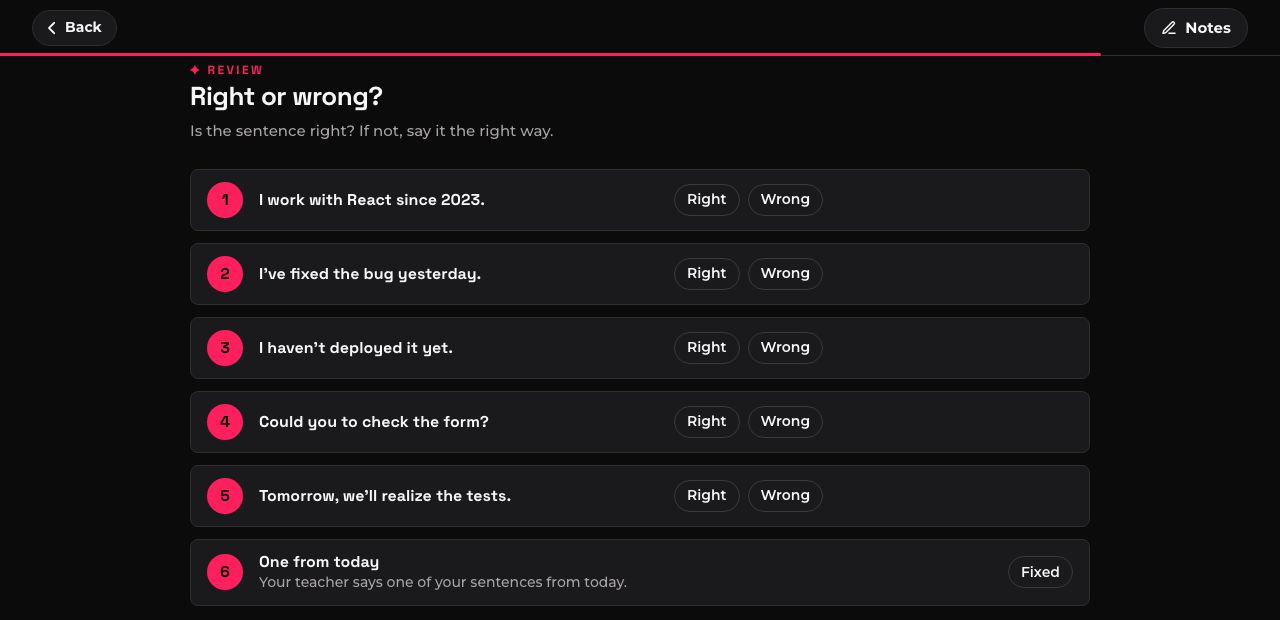 Back
Notes
REVIEW
Right or wrong?
Is the sentence right? If not, say it the right way.
1 I work with React since 2023. Right Wrong
2 I've fixed the bug yesterday. Right Wrong
3 I haven't deployed it yet. Right Wrong
4 Could you to check the form? Right Wrong
5 Tomorrow, we'll realize the tests. Right Wrong
6 One from today
Your teacher says one of your sentences from today.
Fixed